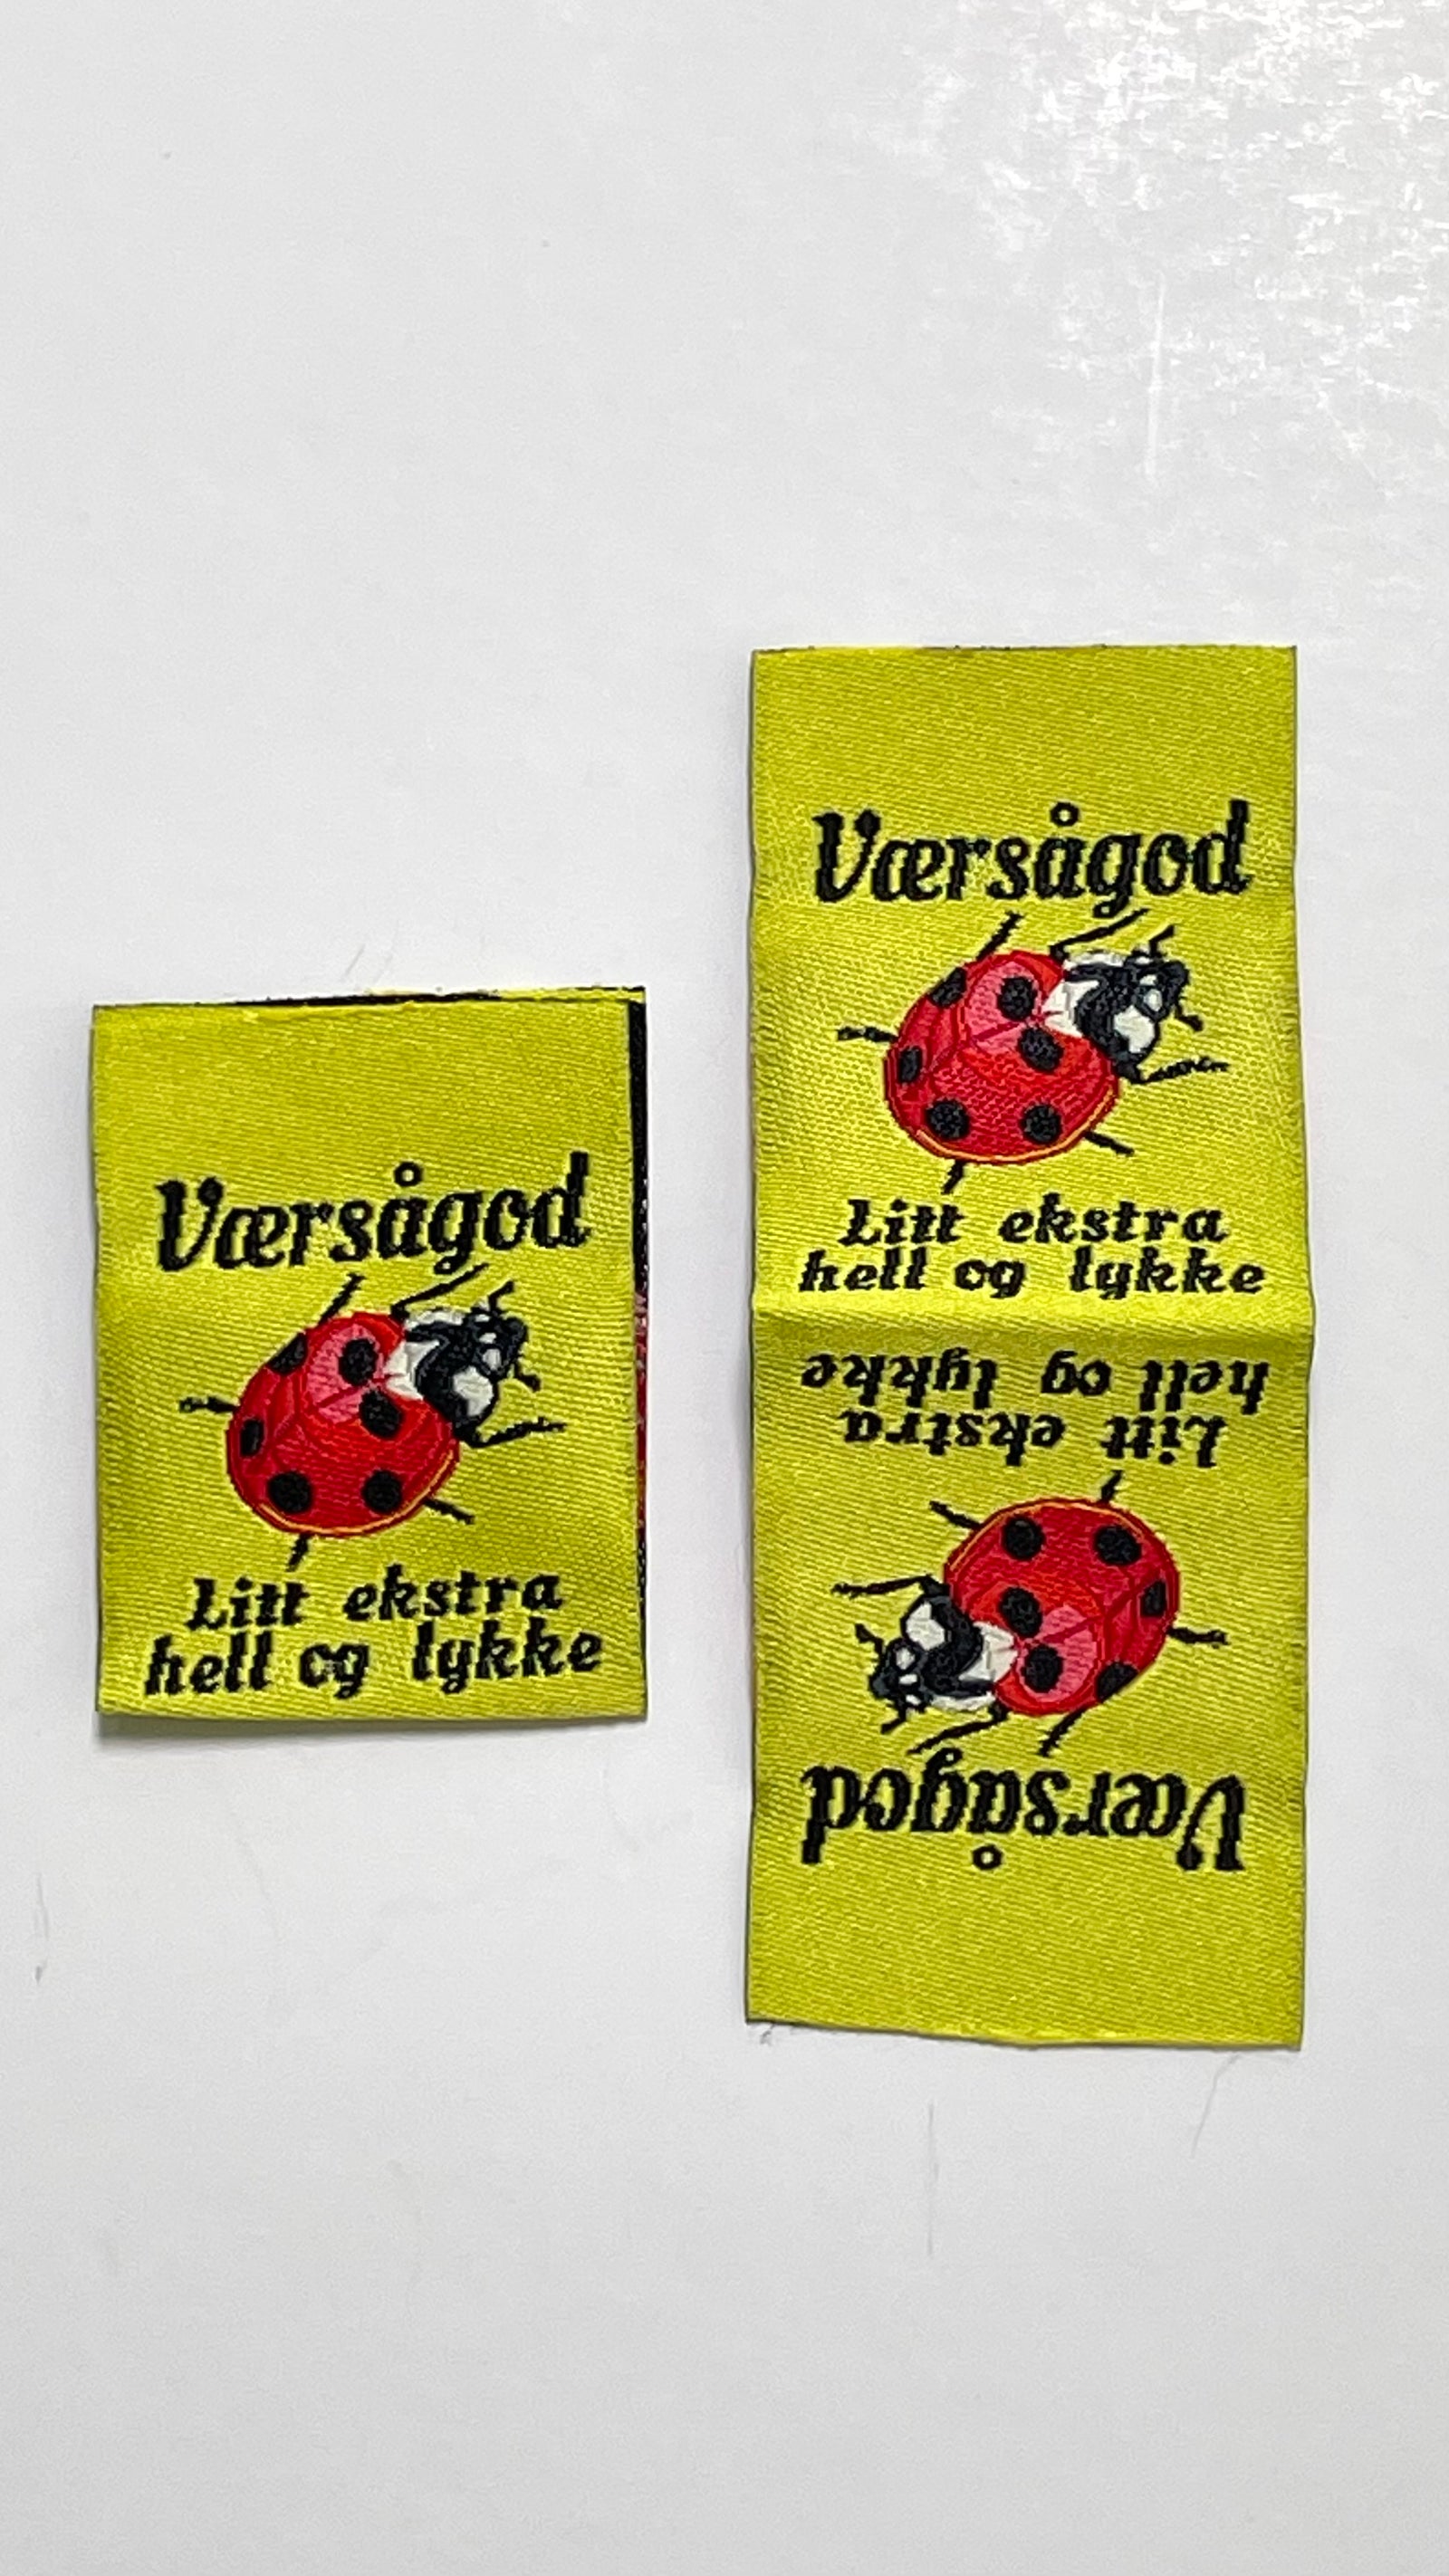 Værsågod
Litt ekstra
hell og lykke
Værsågod
Litt ekstra
hell og lykke
Værsågod
Litt ekstra
hell og lykke